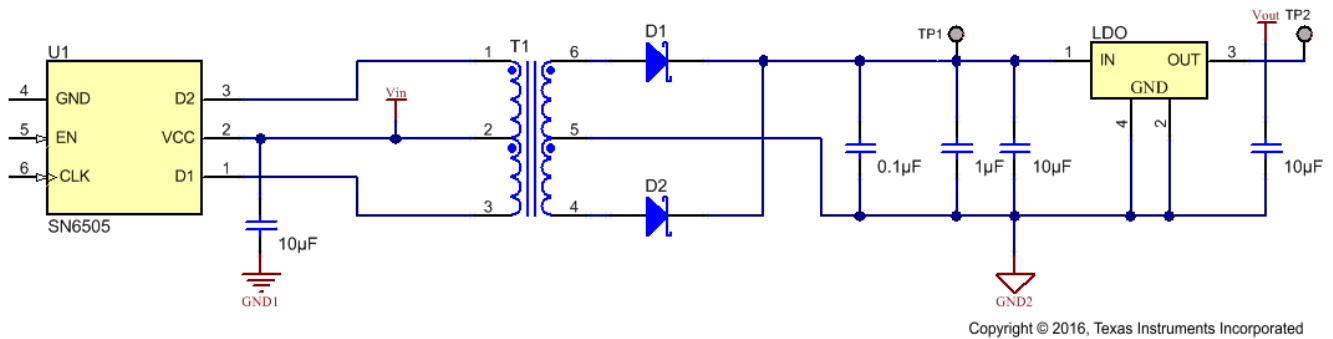 U1
4 GND D2 3
5 EN VCC 2
6 CLK D1 1
SN6505
10µF
GND1
Vin
T1
1 6
2 5
3 4
D1
D2
TP1
0.1µF
1µF
10µF
GND2
LDO
1 IN OUT 3
GND
4 2
Vout TP2
10µF
Copyright © 2016, Texas Instruments Incorporated